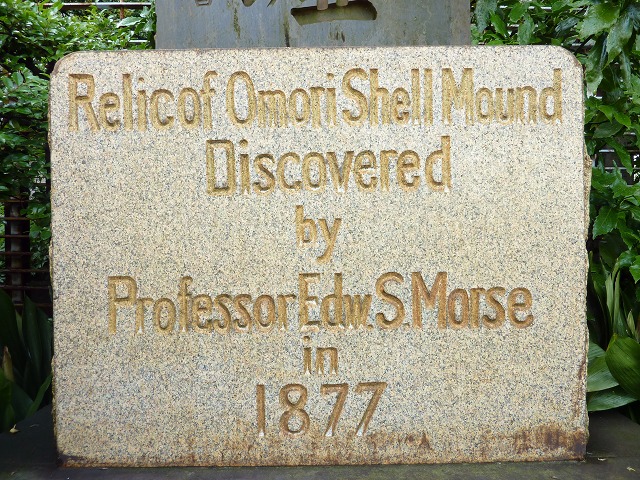 Relic of Omori Shell Mound
Discovered
by
Professor Edw. S. Morse
in
1877